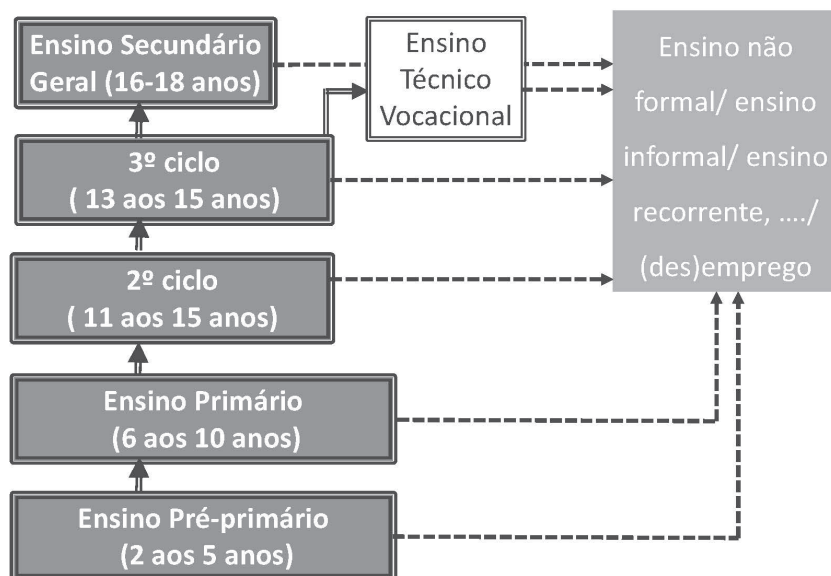 Ensino Secundário
Geral (16-18 anos)
Ensino
Técnico
Vocacional
Ensino não
formal/ ensino
informal/ ensino
recorrente, ..../
(des)emprego
3º ciclo
( 13 aos 15 anos)
2º ciclo
( 11 aos 15 anos)
Ensino Primário
(6 aos 10 anos)
Ensino Pré-primário
(2 aos 5 anos)